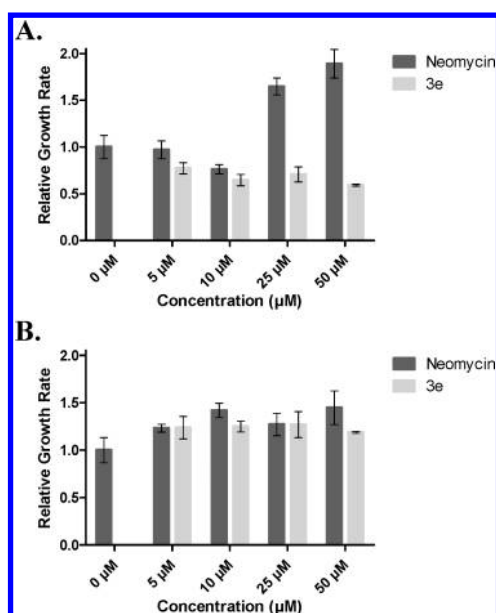 A.
Relative Growth Rate
2.0
1.5
1.0
0.5
0.0
0 µM
5 µM
10 µM
25 µM
50 µM
Concentration (µM)
Neomycin
3e
B.
Relative Growth Rate
2.0
1.5
1.0
0.5
0.0
0 µM
5 µM
10 µM
25 µM
50 µM
Concentration (µM)
Neomycin
3e